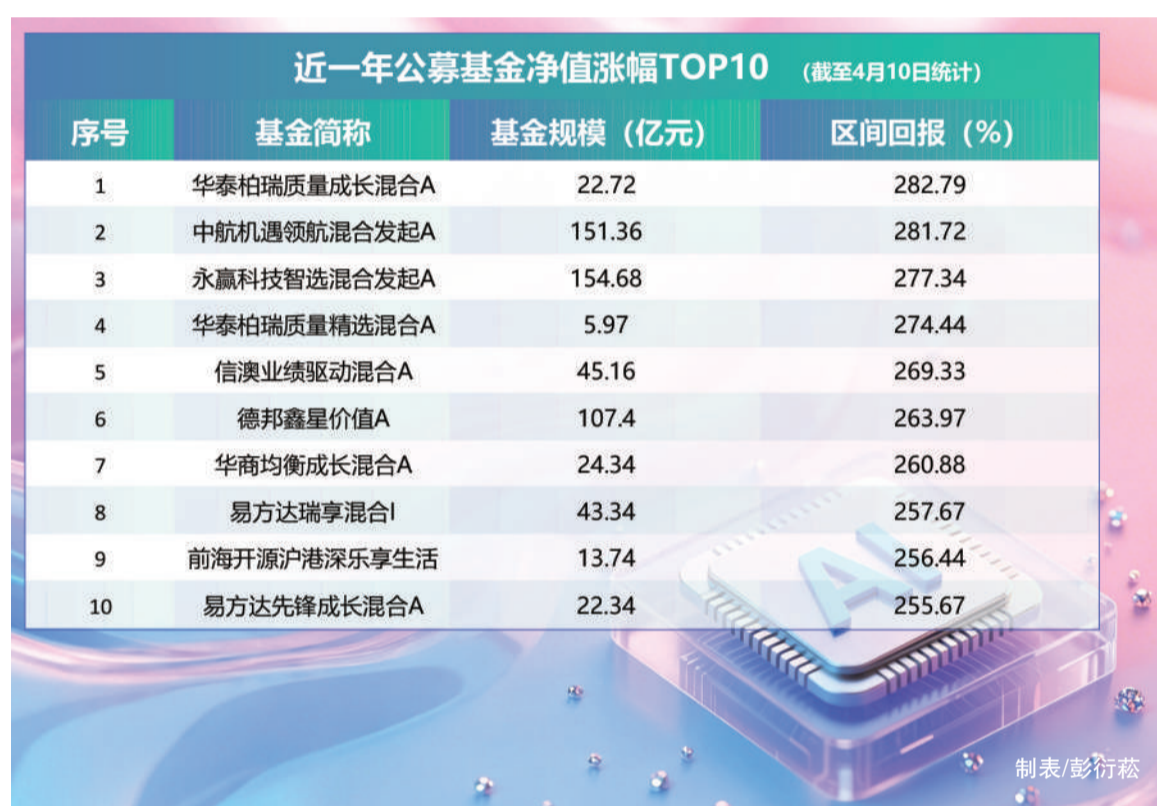 近一年公募基金净值涨幅TOP10 (截至4月10日统计)
序号 基金简称 基金规模（亿元） 区间回报（%）
1 华泰柏瑞质量成长混合A 22.72 282.79
2 中航机遇领航混合发起A 151.36 281.72
3 永赢科技智选混合发起A 154.68 277.34
4 华泰柏瑞质量精选混合A 5.97 274.44
5 信澳业绩驱动混合A 45.16 269.33
6 德邦鑫星价值A 107.4 263.97
7 华商均衡成长混合A 24.34 260.88
8 易方达瑞享混合I 43.34 257.67
9 前海开源沪港深乐享生活 13.74 256.44
10 易方达先锋成长混合A 22.34 255.67
AI
制表/彭衍菘